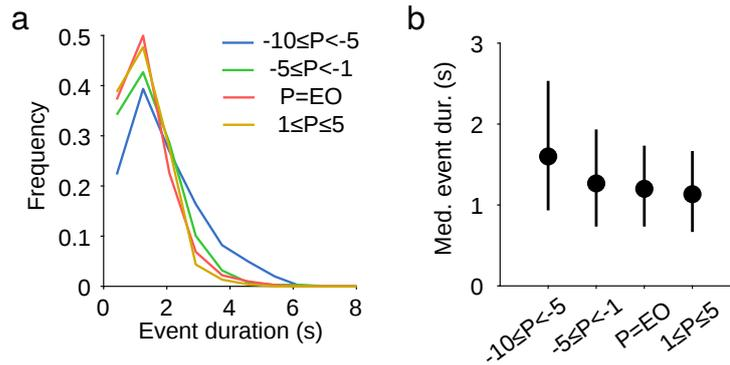 a
0.5
0.4
0.3
0.2
0.1
0
Frequency
0 2 4 6 8
Event duration (s)
-10≤P<-5
-5≤P<-1
P=EO
1≤P≤5
b
3
2
1
0
Med. event dur. (s)
-10≤P<-5
-5≤P<-1
P=EO
1≤P≤5